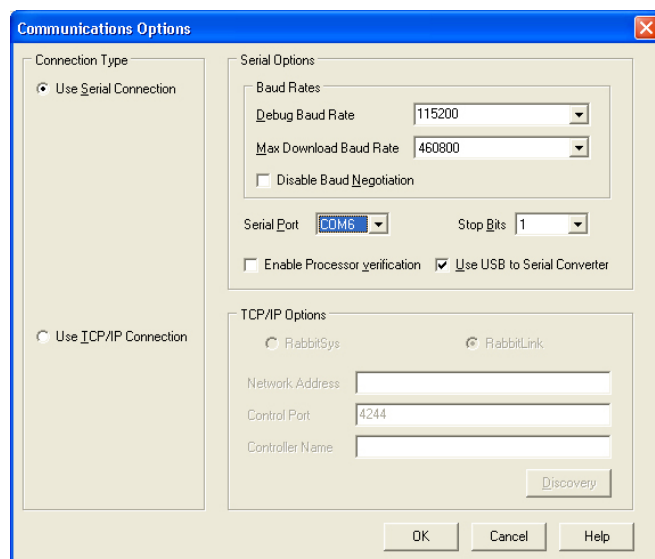 Communications Options
Connection Type
Use Serial Connection
Use TCP/IP Connection
Serial Options
Baud Rates
Debug Baud Rate 115200
Max Download Baud Rate 460800
Disable Baud Negotiation
Serial Port COM6 Stop Bits 1
Enable Processor verification Use USB to Serial Converter
TCP/IP Options
RabbitSys RabbitLink
Network Address
Control Port 4244
Controller Name
Discovery
OK Cancel Help